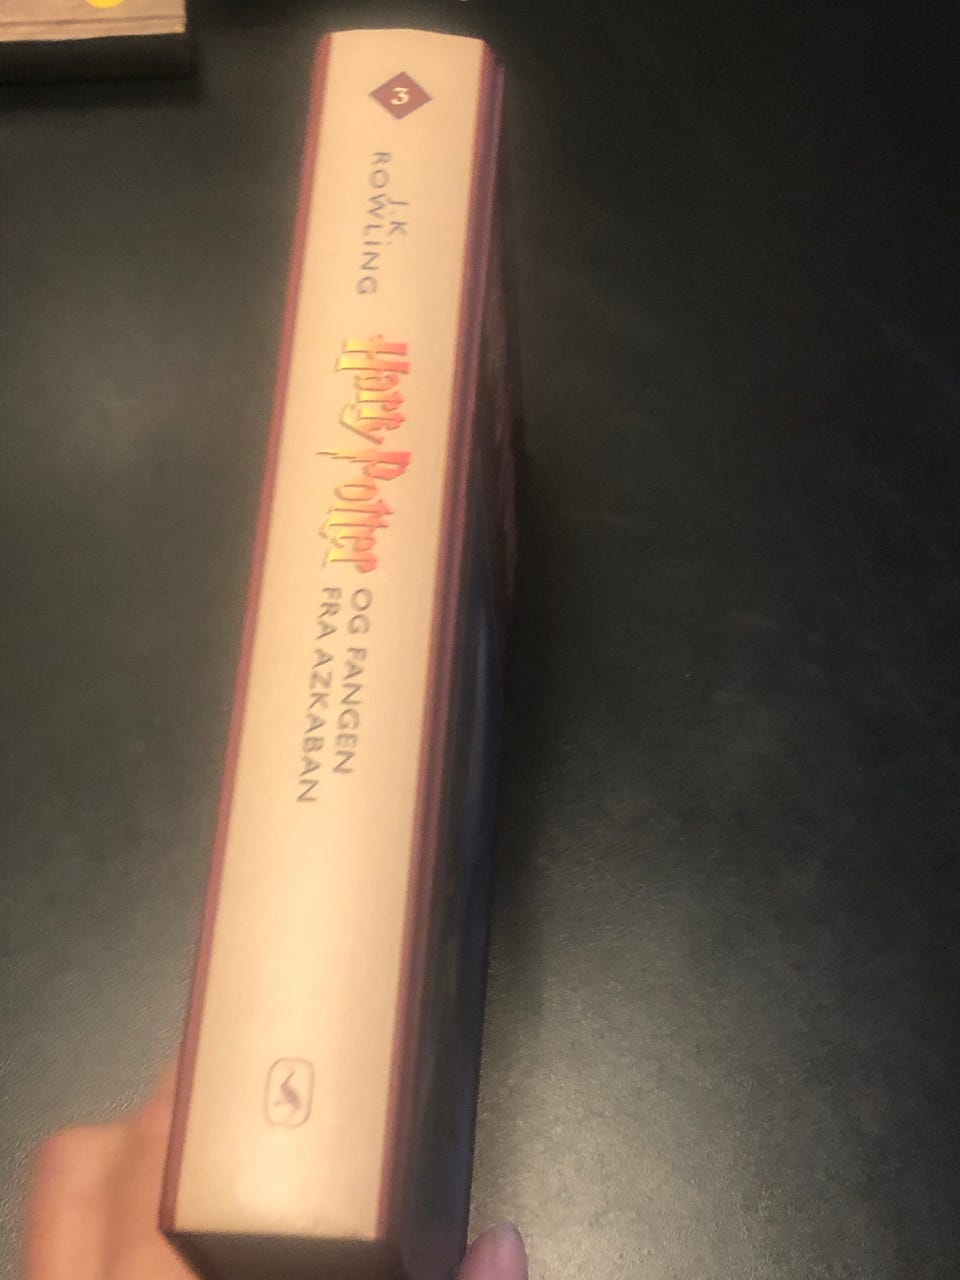 3
J.K.
ROWLING
Harry Potter
OG FANGEN
FRA AZKABAN